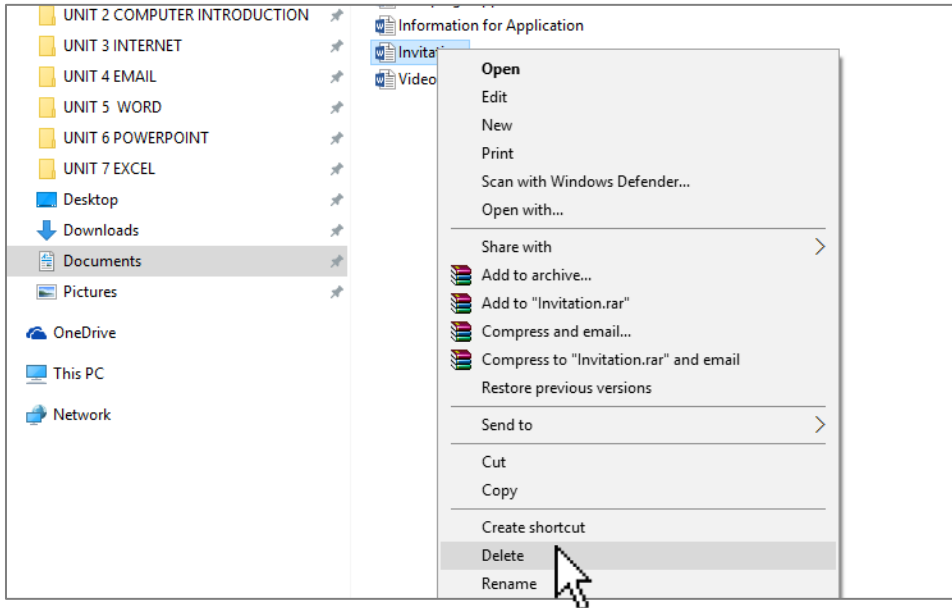 UNIT 2 COMPUTER INTRODUCTION
UNIT 3 INTERNET
UNIT 4 EMAIL
UNIT 5 WORD
UNIT 6 POWERPOINT
UNIT 7 EXCEL
Desktop
Downloads
Documents
Pictures
OneDrive
This PC
Network
Information for Application
Video
Open
Edit
New
Print
Scan with Windows Defender...
Open with...
Share with
Add to archive...
Add to "Invitation.rar"
Compress and email...
Compress to "Invitation.rar" and email
Restore previous versions
Send to
Cut
Copy
Create shortcut
Delete
Rename